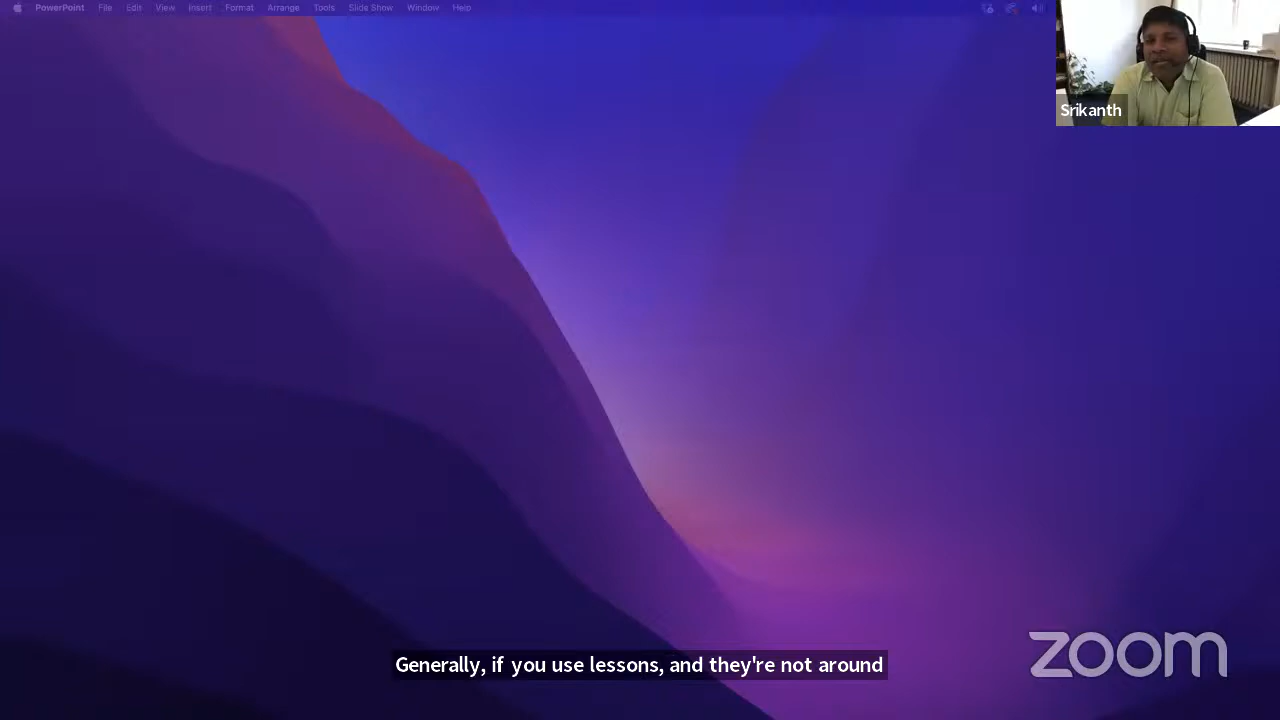 PowerPoint File Edit View Insert Format Arrange Tools Slide Show Window Help
Srikanth
Generally, if you use lessons, and they're not around
zoom